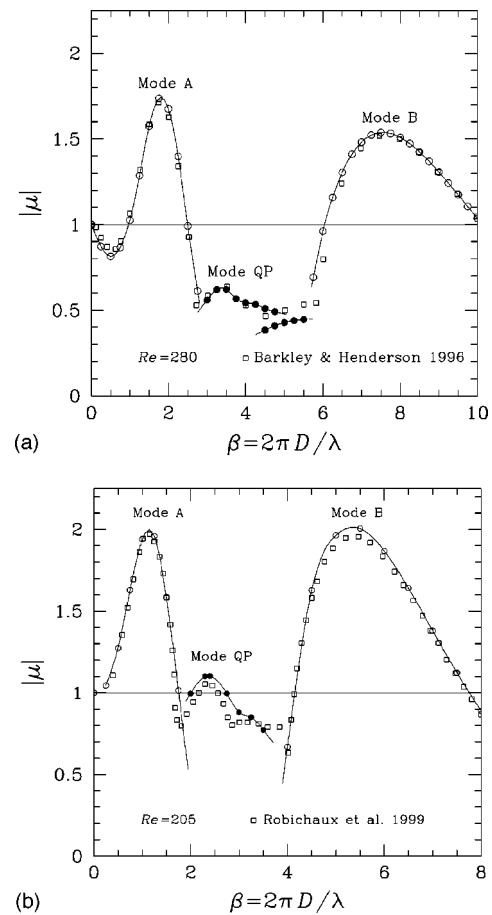 2
1.5
1
0.5
0
|μ|
Mode A
Mode B
Mode QP
Re=280
□ Barkley & Henderson 1996
0 2 4 6 8 10
(a)
β=2πD/λ
2
1.5
1
0.5
0
|μ|
Mode A
Mode B
Mode QP
Re=205
□ Robichaux et al. 1999
0 2 4 6 8
(b)
β=2πD/λ